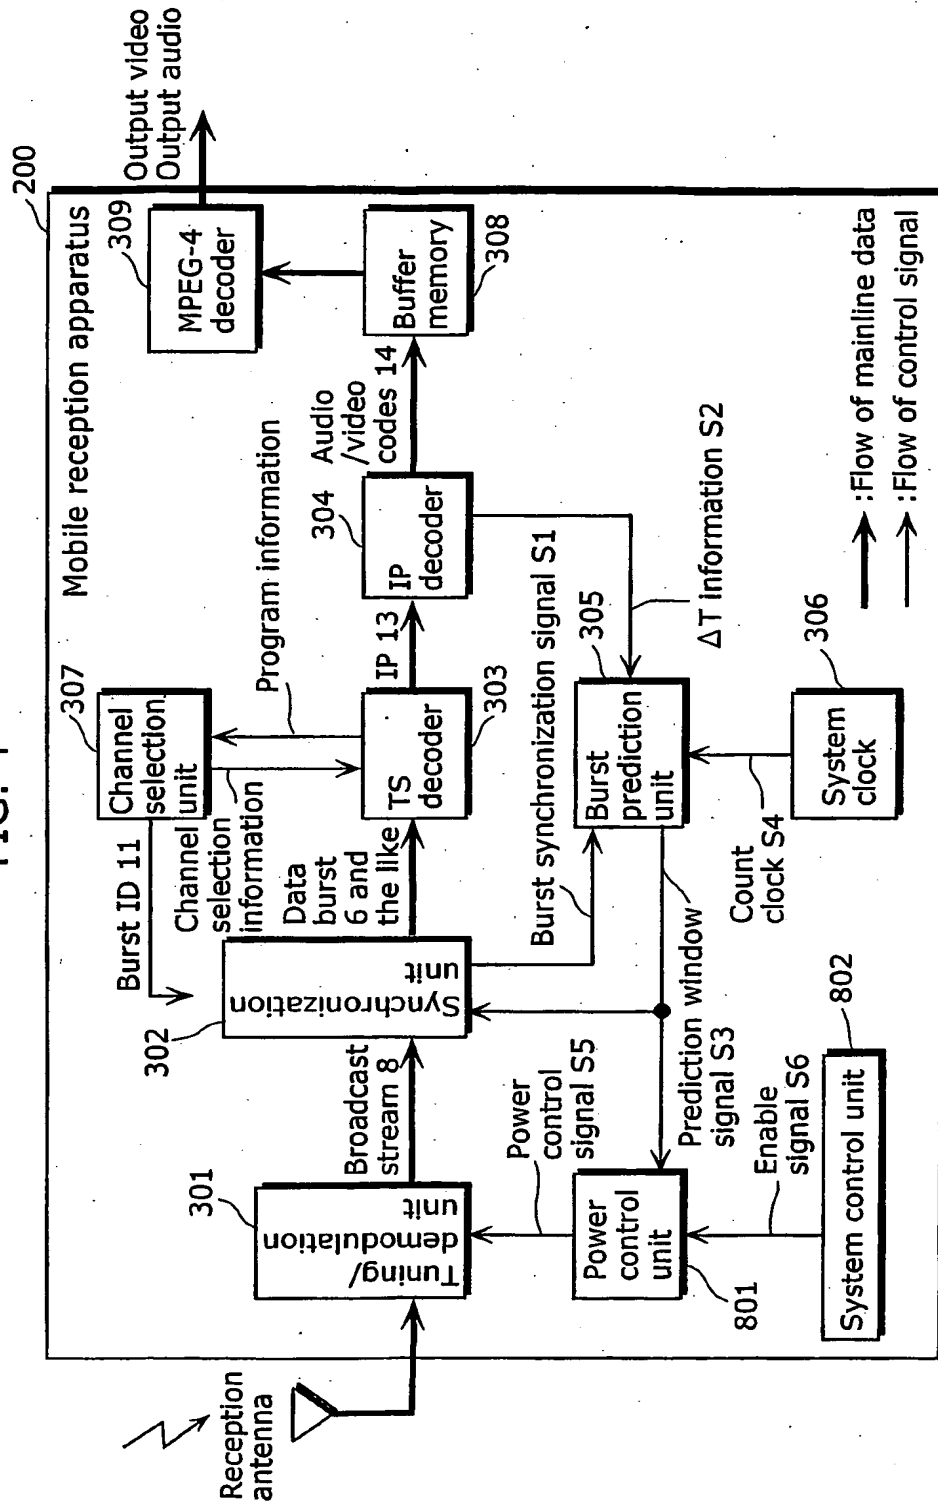 200
Mobile reception apparatus
Output video
Output audio
309
MPEG-4
decoder
Buffer
memory
308
307
Channel
selection
unit
Burst ID 11
Channel
selection
information
Program information
304
Audio
/video
codes 14
IP
decoder
IP 13
TS
decoder
303
Data
burst
6 and
the like
302
Synchronization
unit
Broadcast
stream 8
301
Tuning/
demodulation
unit
Reception
antenna
Burst synchronization signal S1
305
Burst
prediction
unit
ΔT information S2
306
System
clock
Count
clock S4
Prediction window
signal S3
Power
control
signal S5
Power
control
unit
801
Enable
signal S6
802
System control unit
:Flow of mainline data
:Flow of control signal